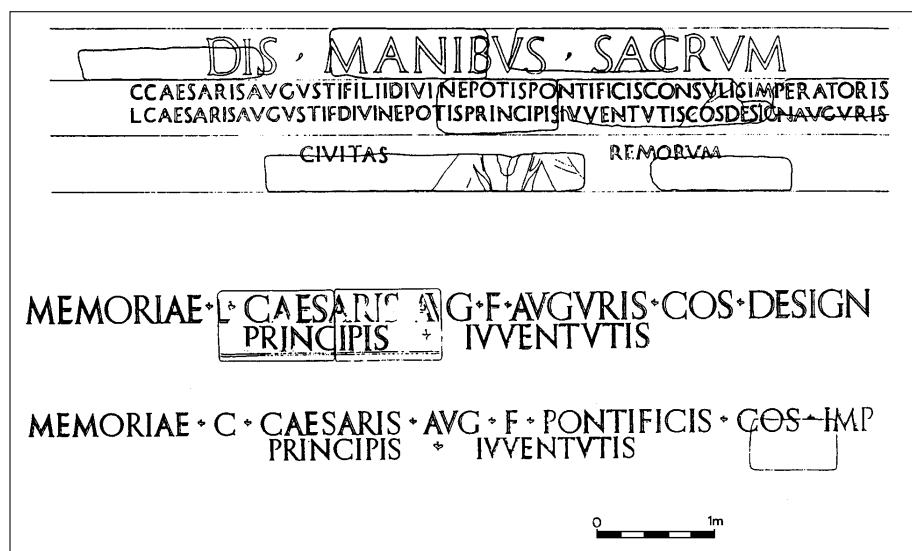 DIS · MANIBVS · SACRVM
CCAESARISAVGVSTIFILIIDIVINEPOTISPONTIFICISCONSVLISIMPERATORIS
LCAESARISAVGVSTIFDIVINEPOTISPRINCIPISIVVENTVTISCOSDESIGNAVGVRIS
CIVITAS REMORVM
MEMORIAE · L · CAESARIS AVG · F · AVGVRIS · COS · DESIGN
PRINCIPIS · IVVENTVTIS
MEMORIAE · C · CAESARIS · AVG · F · PONTIFICIS · COS · IMP
PRINCIPIS · IVVENTVTIS
0 1m